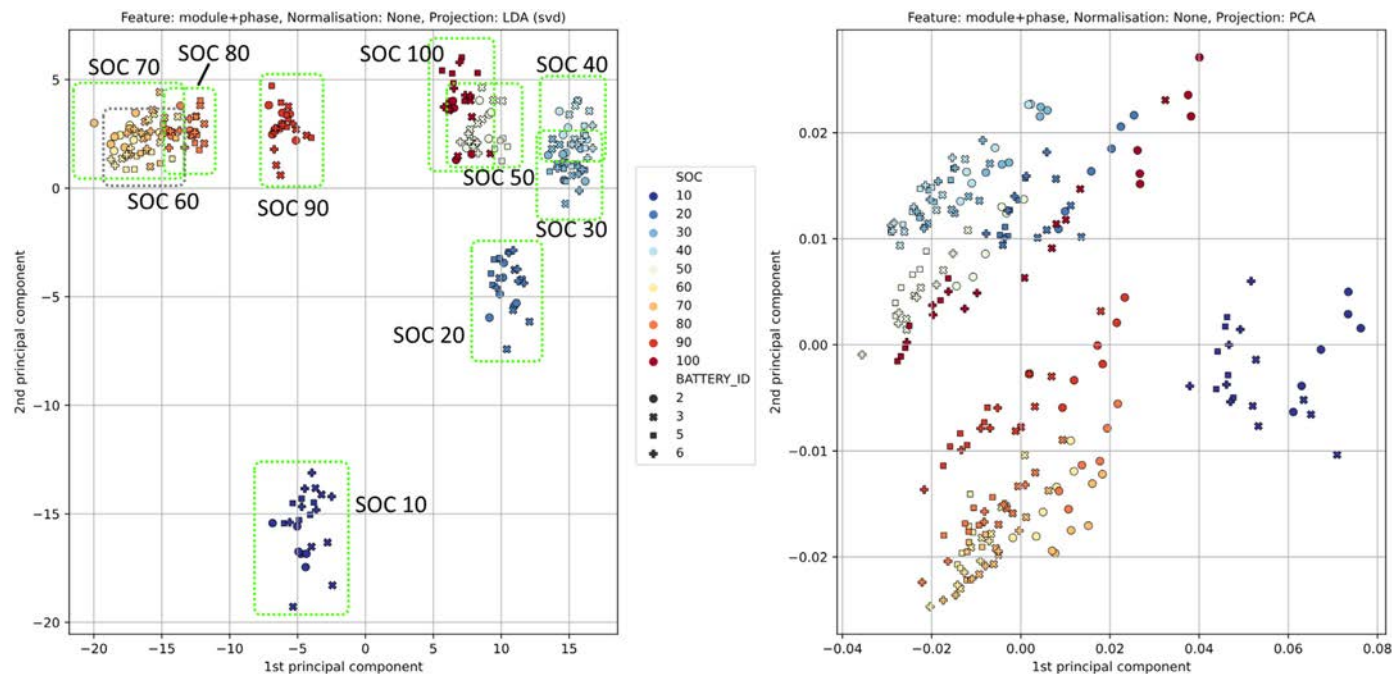 Feature: module+phase, Normalisation: None, Projection: LDA (svd)
SOC 70
SOC 80
SOC 100
SOC 40
SOC 60
SOC 90
SOC 50
SOC 30
SOC 20
SOC 10
5
0
−5
−10
−15
−20
2nd principal component
−20
−15
−10
−5
0
5
10
15
1st principal component
SOC
10
20
30
40
50
60
70
80
90
100
BATTERY_ID
2
3
5
6
Feature: module+phase, Normalisation: None, Projection: PCA
0.02
0.01
0.00
−0.01
−0.02
2nd principal component
−0.04
−0.02
0.00
0.02
0.04
0.06
0.08
1st principal component